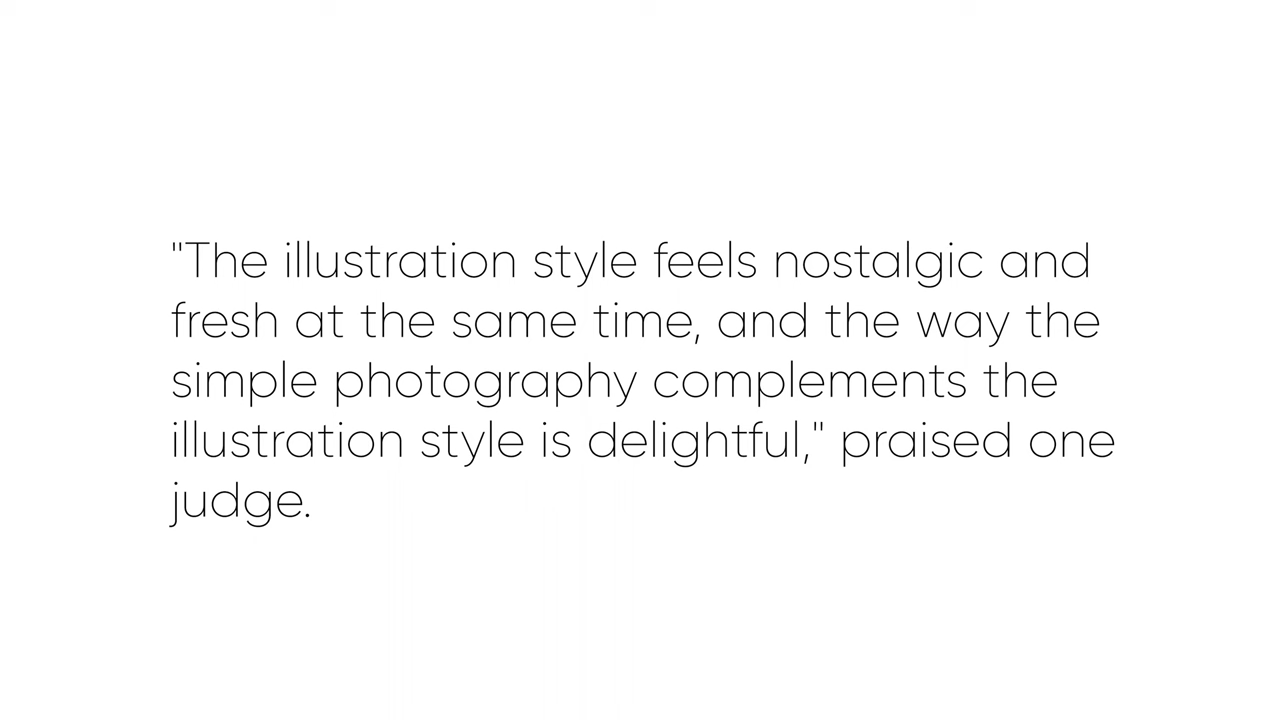 "The illustration style feels nostalgic and
fresh at the same time, and the way the
simple photography complements the
illustration style is delightful," praised one
judge.